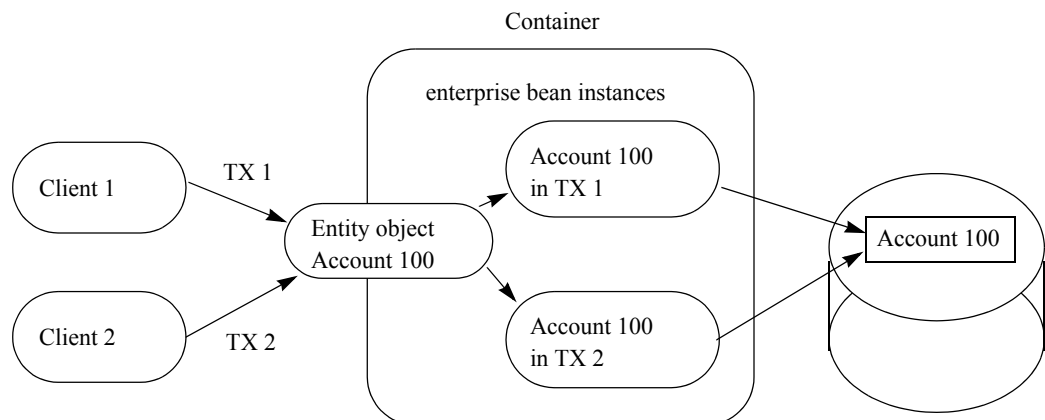 Container
enterprise bean instances
Client 1
TX 1
Entity object
Account 100
Account 100
in TX 1
Account 100
Client 2
TX 2
Account 100
in TX 2